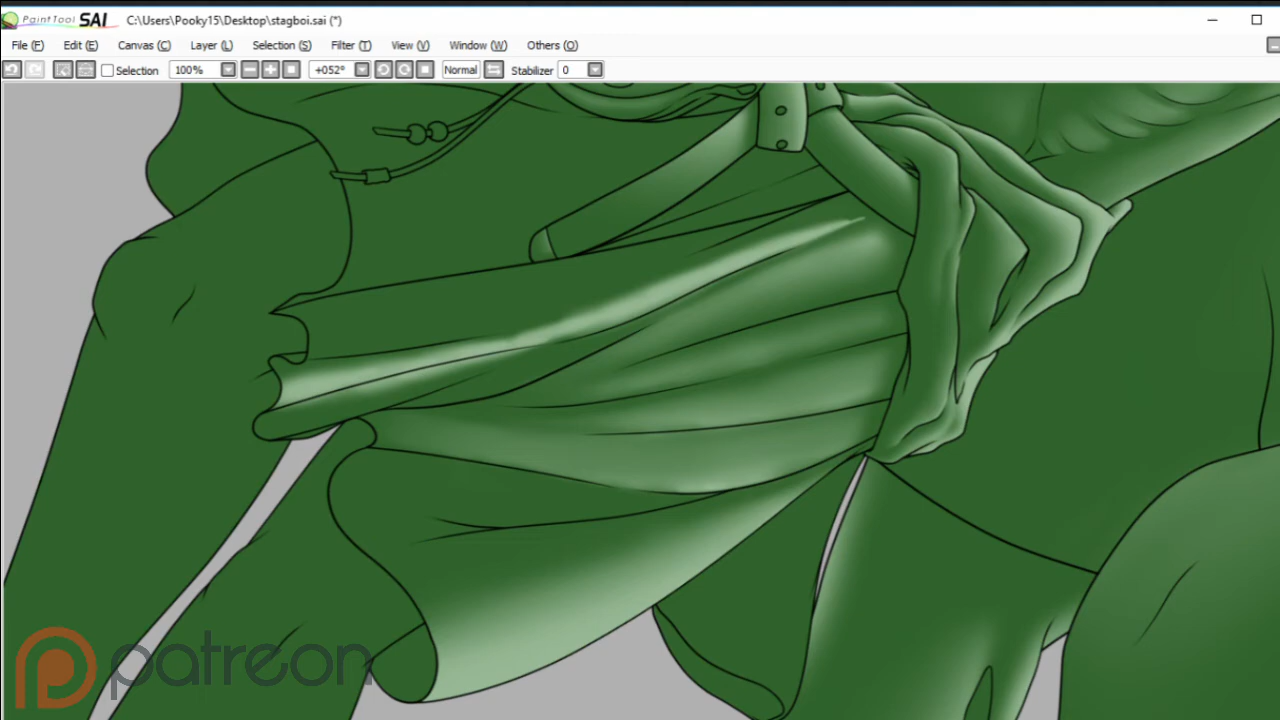 PaintTool SAI C:\Users\Pooky15\Desktop\stagboi.sai (*)
File (F) Edit (E) Canvas (C) Layer (L) Selection (S) Filter (T) View (V) Window (W) Others (O)
Selection 100% +052° Normal Stabilizer 0
patreon